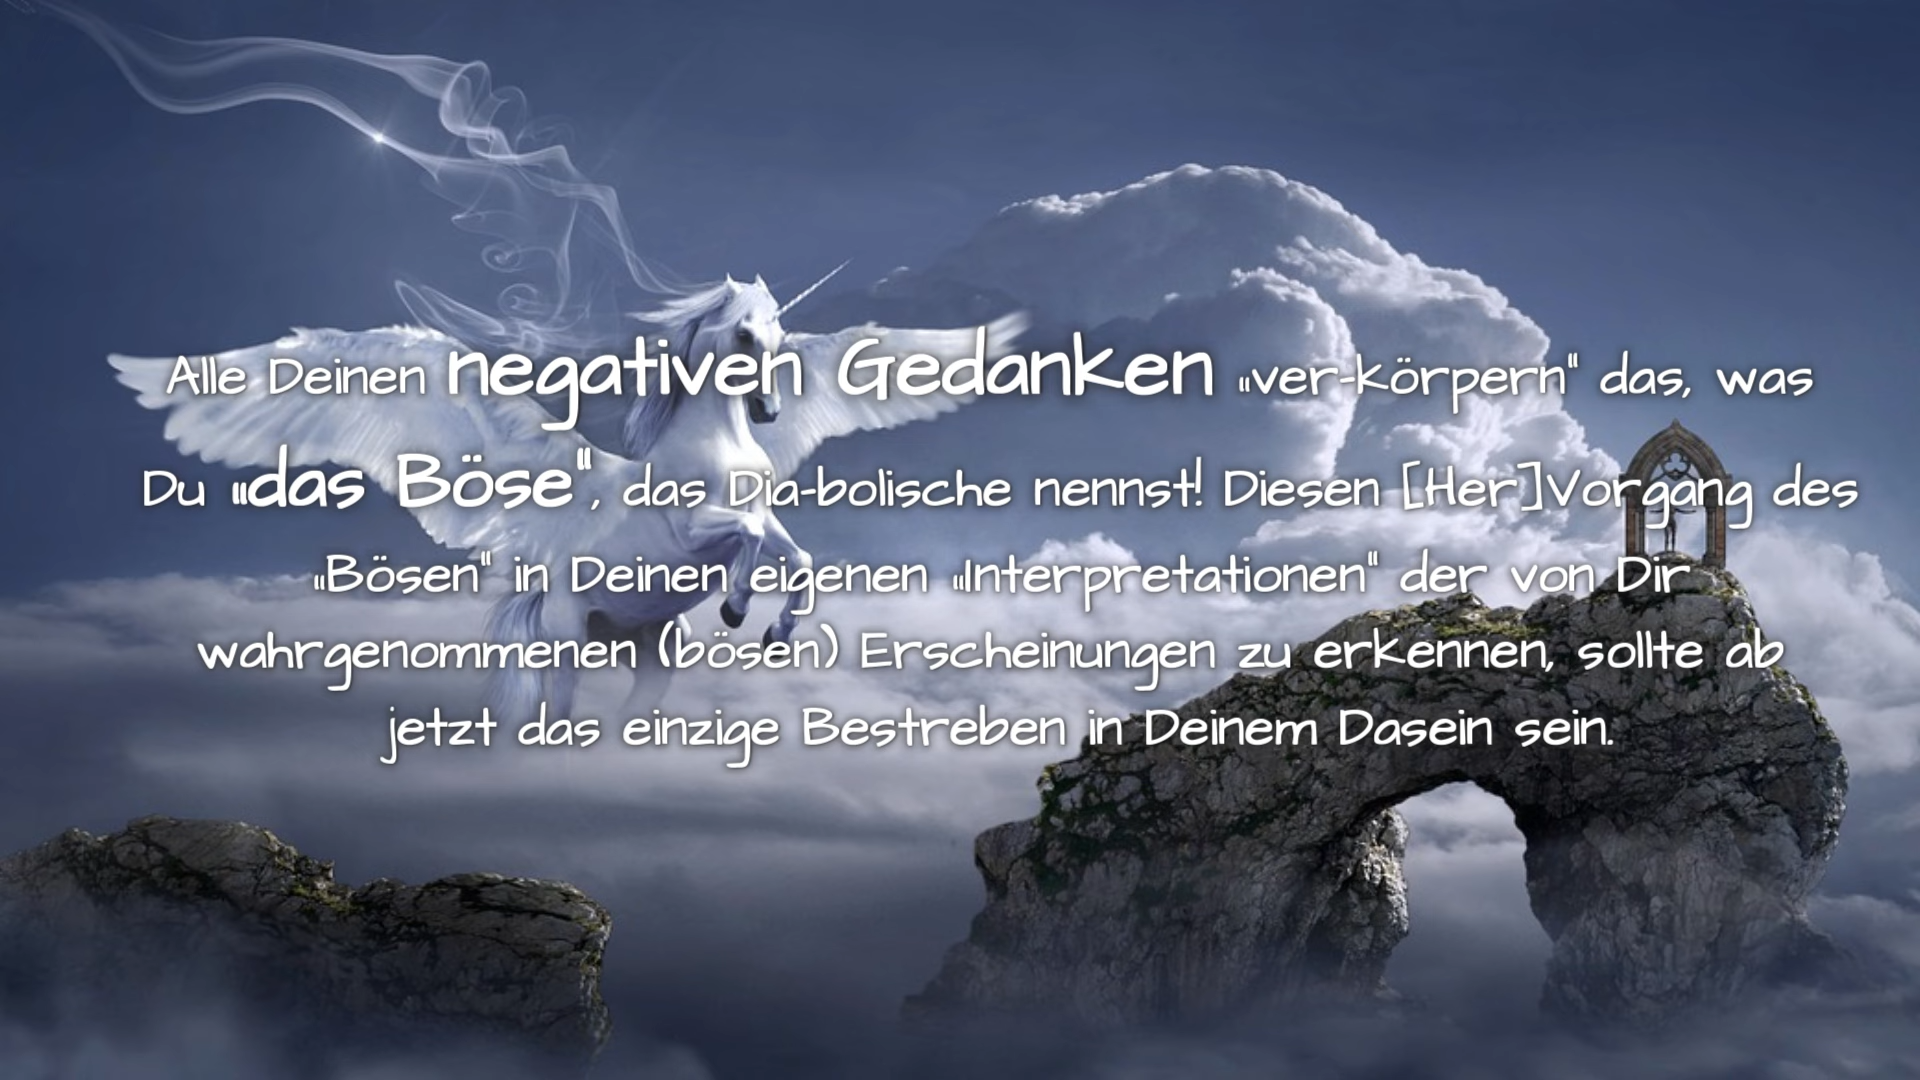 Alle Deinen negativen Gedanken „ver-körpern“ das, was
Du „das Böse“, das Dia-bolische nennst! Diesen [Her]Vorgang des
„Bösen“ in Deinen eigenen „Interpretationen“ der von Dir
wahrgenommenen (bösen) Erscheinungen zu erkennen, sollte ab
jetzt das einzige Bestreben in Deinem Dasein sein.